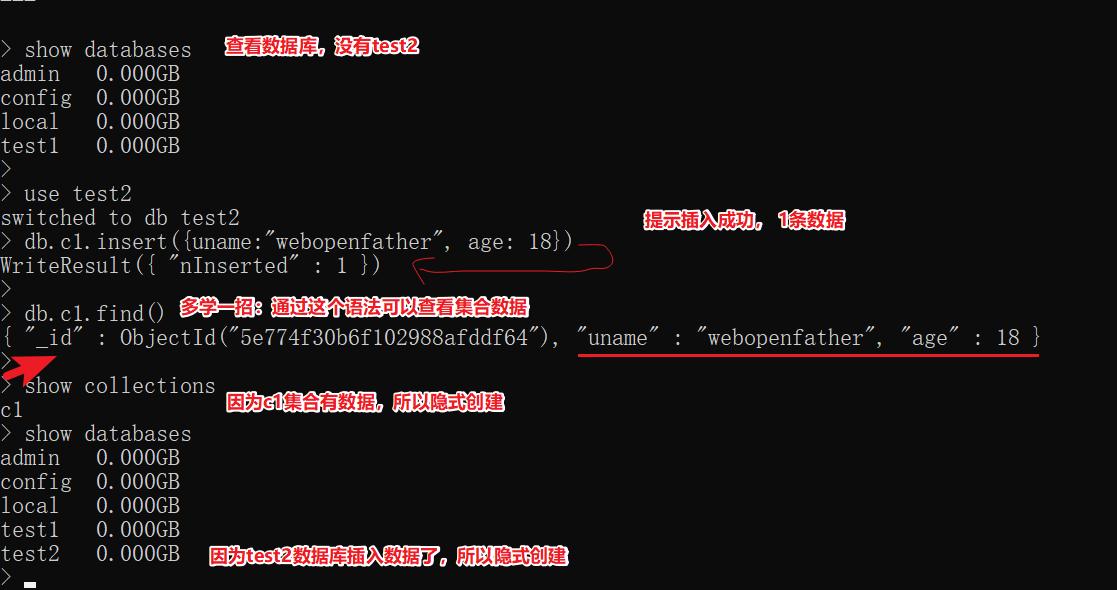 > show databases 查看数据库，没有test2
admin 0.000GB
config 0.000GB
local 0.000GB
test1 0.000GB
>
> use test2
switched to db test2
提示插入成功， 1条数据
> db.c1.insert({uname:"webopenfather", age: 18})
WriteResult({ "nInserted" : 1 })
>
> db.c1.find() 多学一招：通过这个语法可以查看集合数据
{ "_id" : ObjectId("5e774f30b6f102988afddf64"), "uname" : "webopenfather", "age" : 18 }
>
> show collections
因为c1集合有数据，所以隐式创建
c1
> show databases
admin 0.000GB
config 0.000GB
local 0.000GB
test1 0.000GB
test2 0.000GB 因为test2数据库插入数据了，所以隐式创建
>